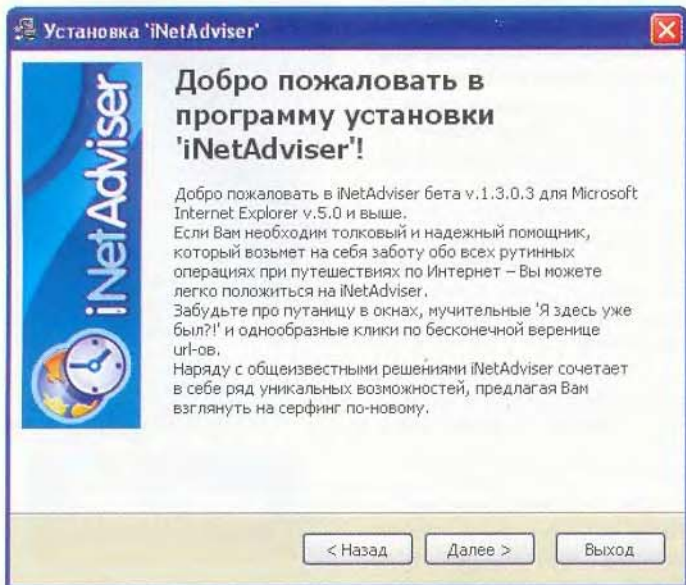 Установка 'iNetAdviser'
iNetAdviser
Добро пожаловать в
программу установки
'iNetAdviser'!
Добро пожаловать в iNetAdviser бета v.1.3.0.3 для Microsoft
Internet Explorer v.5.0 и выше.
Если Вам необходим толковый и надежный помощник,
который возьмет на себя заботу обо всех рутинных
операциях при путешествиях по Интернет – Вы можете
легко положиться на iNetAdviser.
Забудьте про путаницу в окнах, мучительные 'Я здесь уже
был?!' и однообразные клики по бесконечной веренице
url-ов.
Наряду с общеизвестными решениями iNetAdviser сочетает
в себе ряд уникальных возможностей, предлагая Вам
взглянуть на серфинг по-новому.
< Назад
Далее >
Выход